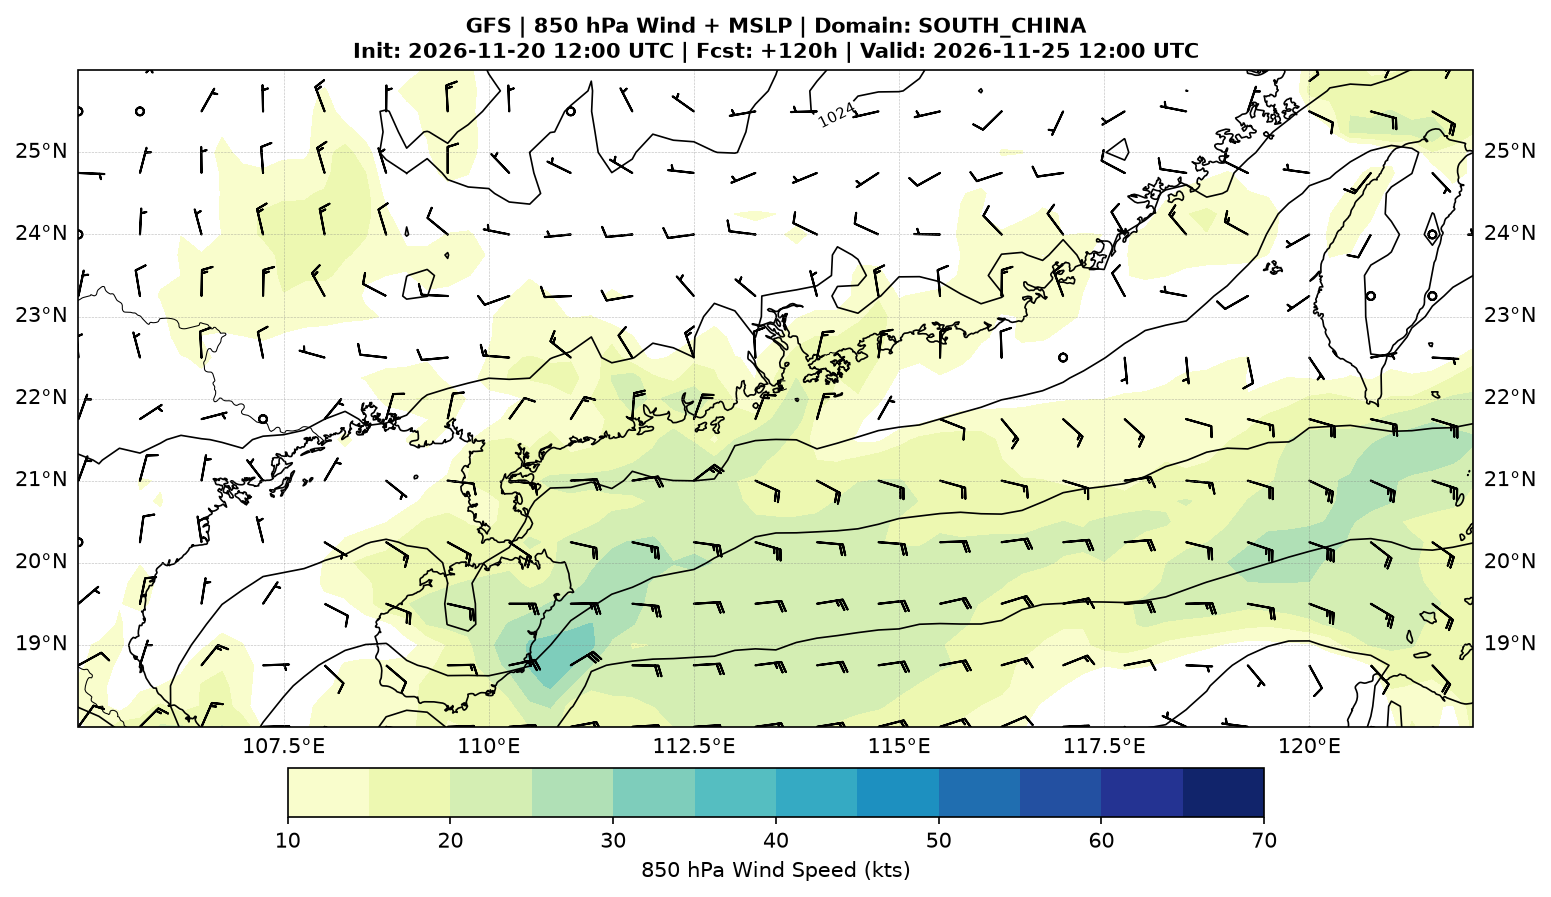 GFS | 850 hPa Wind + MSLP | Domain: SOUTH_CHINA
Init: 2026-11-20 12:00 UTC | Fcst: +120h | Valid: 2026-11-25 12:00 UTC
1024
25°N 25°N
24°N 24°N
23°N 23°N
22°N 22°N
21°N 21°N
20°N 20°N
19°N 19°N
107.5°E 110°E 112.5°E 115°E 117.5°E 120°E
10 20 30 40 50 60 70
850 hPa Wind Speed (kts)